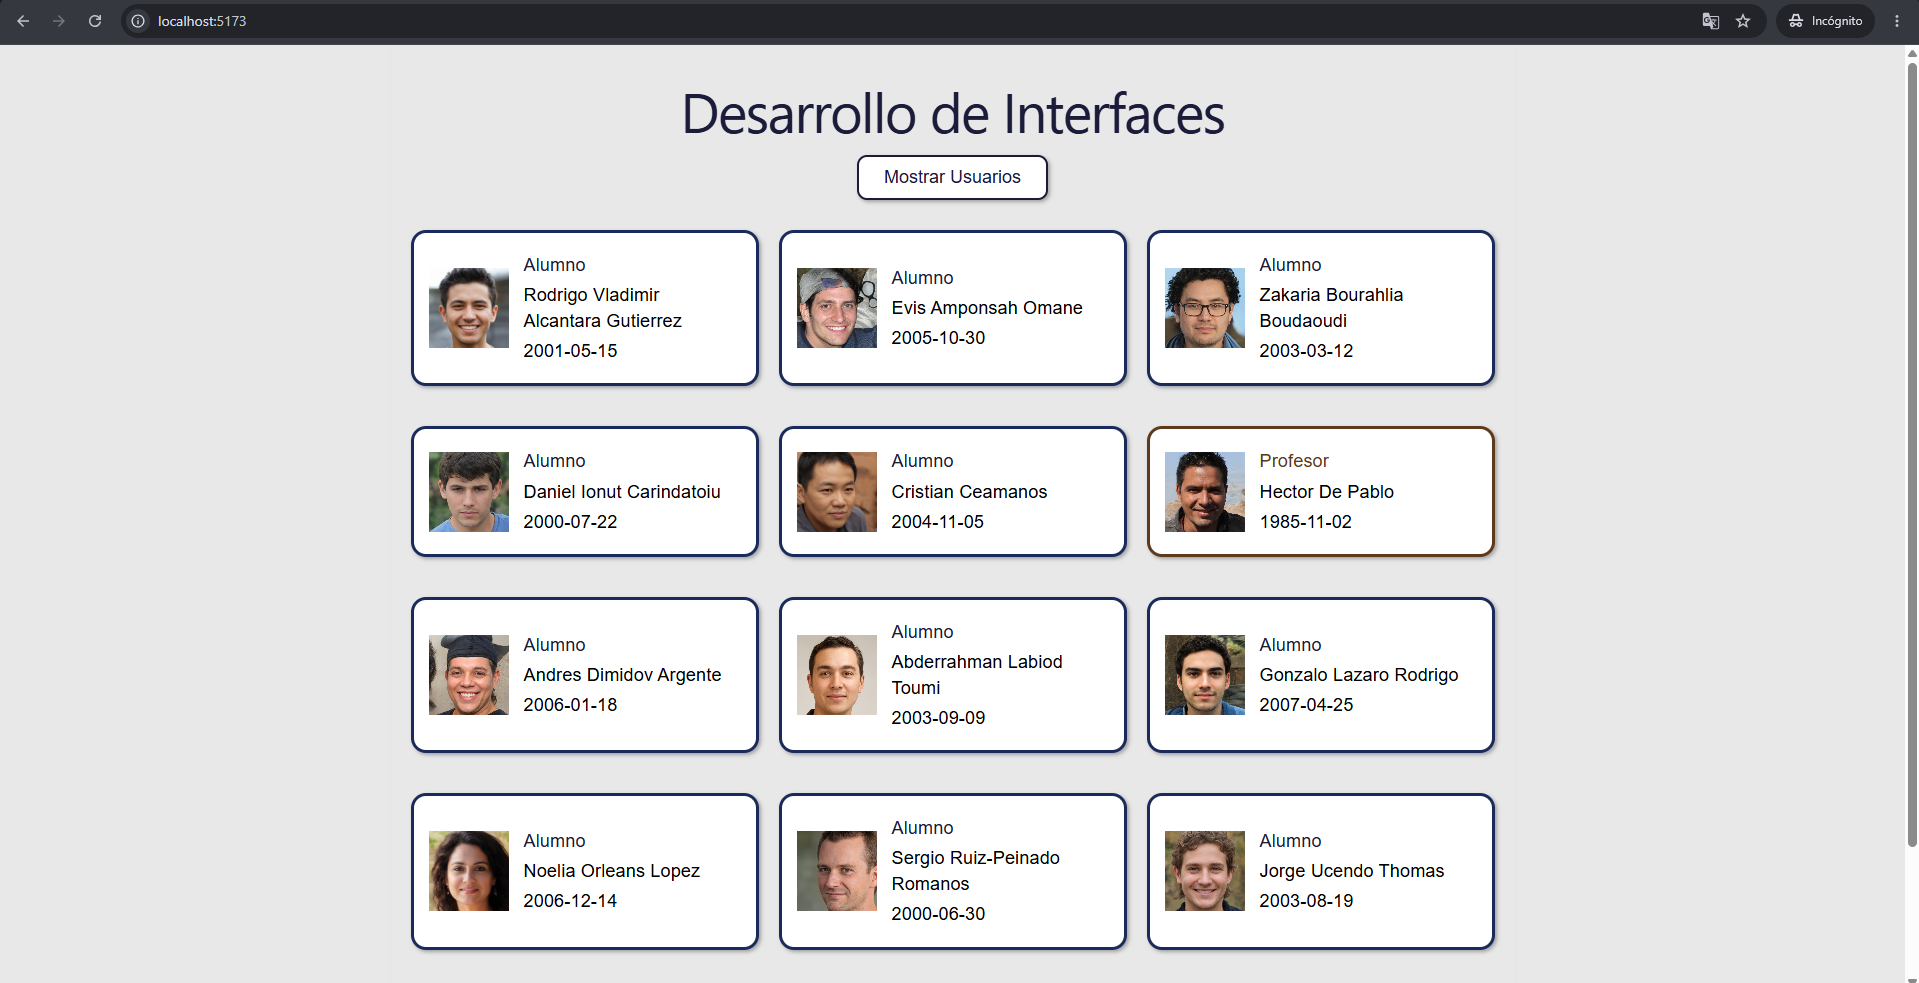 localhost:5173
Incógnito
Desarrollo de Interfaces
Mostrar Usuarios
Alumno
Rodrigo Vladimir
Alcantara Gutierrez
2001-05-15
Alumno
Evis Amponsah Omane
2005-10-30
Alumno
Zakaria Bourahlia
Boudaoudi
2003-03-12
Alumno
Daniel Ionut Carindatoiu
2000-07-22
Alumno
Cristian Ceamanos
2004-11-05
Profesor
Hector De Pablo
1985-11-02
Alumno
Andres Dimidov Argente
2006-01-18
Alumno
Abderrahman Labiod
Toumi
2003-09-09
Alumno
Gonzalo Lazaro Rodrigo
2007-04-25
Alumno
Noelia Orleans Lopez
2006-12-14
Alumno
Sergio Ruiz-Peinado
Romanos
2000-06-30
Alumno
Jorge Ucendo Thomas
2003-08-19